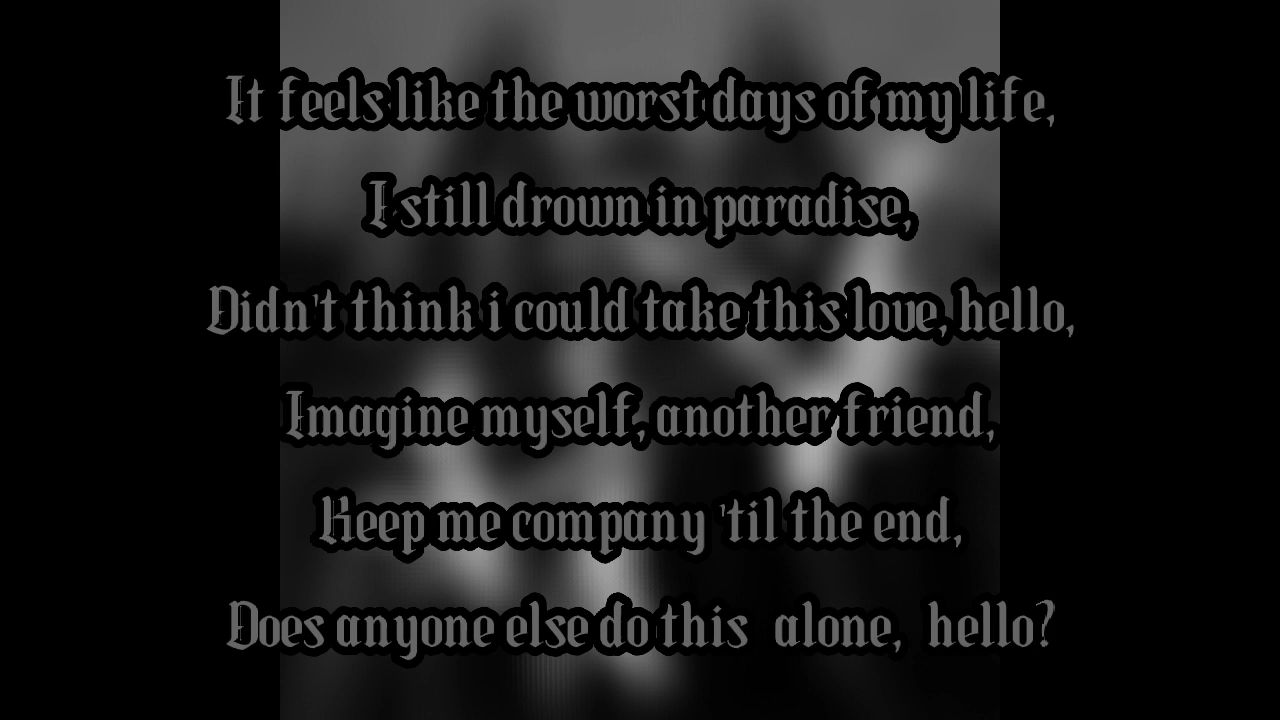 It feels like the worst days of my life,
I still drown in paradise,
Didn't think i could take this love, hello,
Imagine myself, another friend,
Keep me company 'til the end,
Does anyone else do this alone, hello?